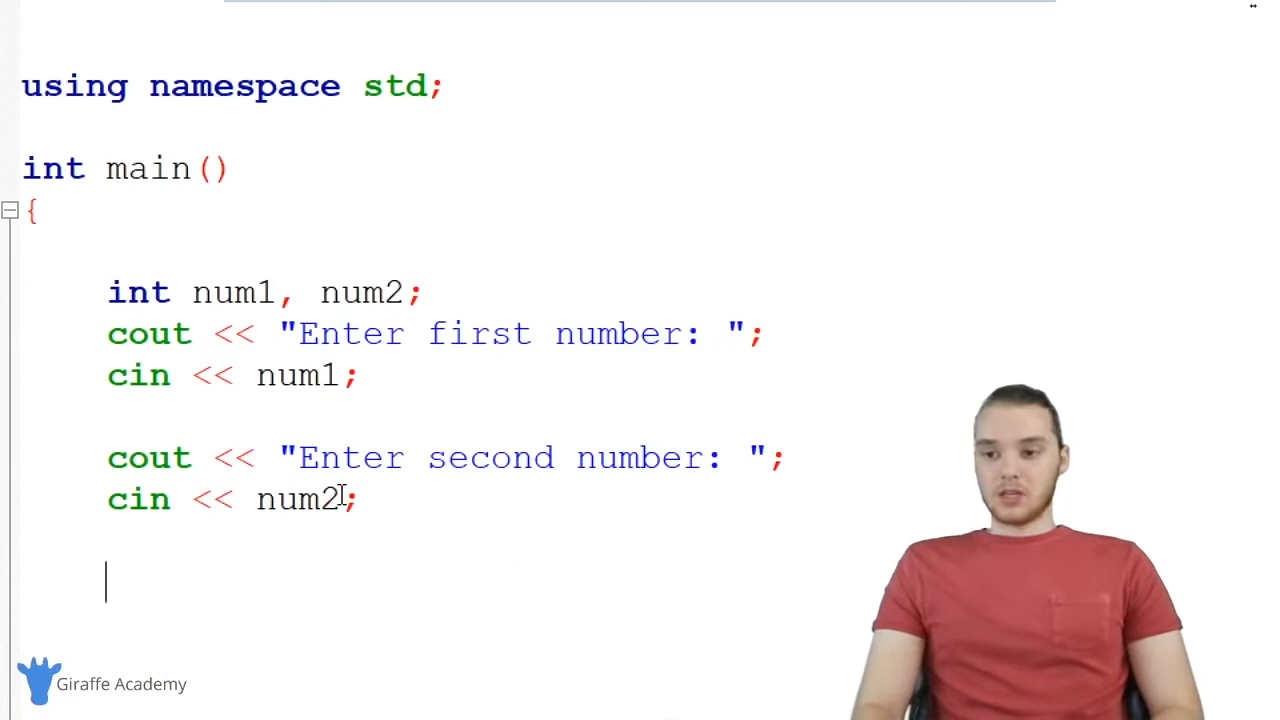 using namespace std;
int main()
{
int num1, num2;
cout << "Enter first number: ";
cin << num1;
cout << "Enter second number: ";
cin << num2;
Giraffe Academy